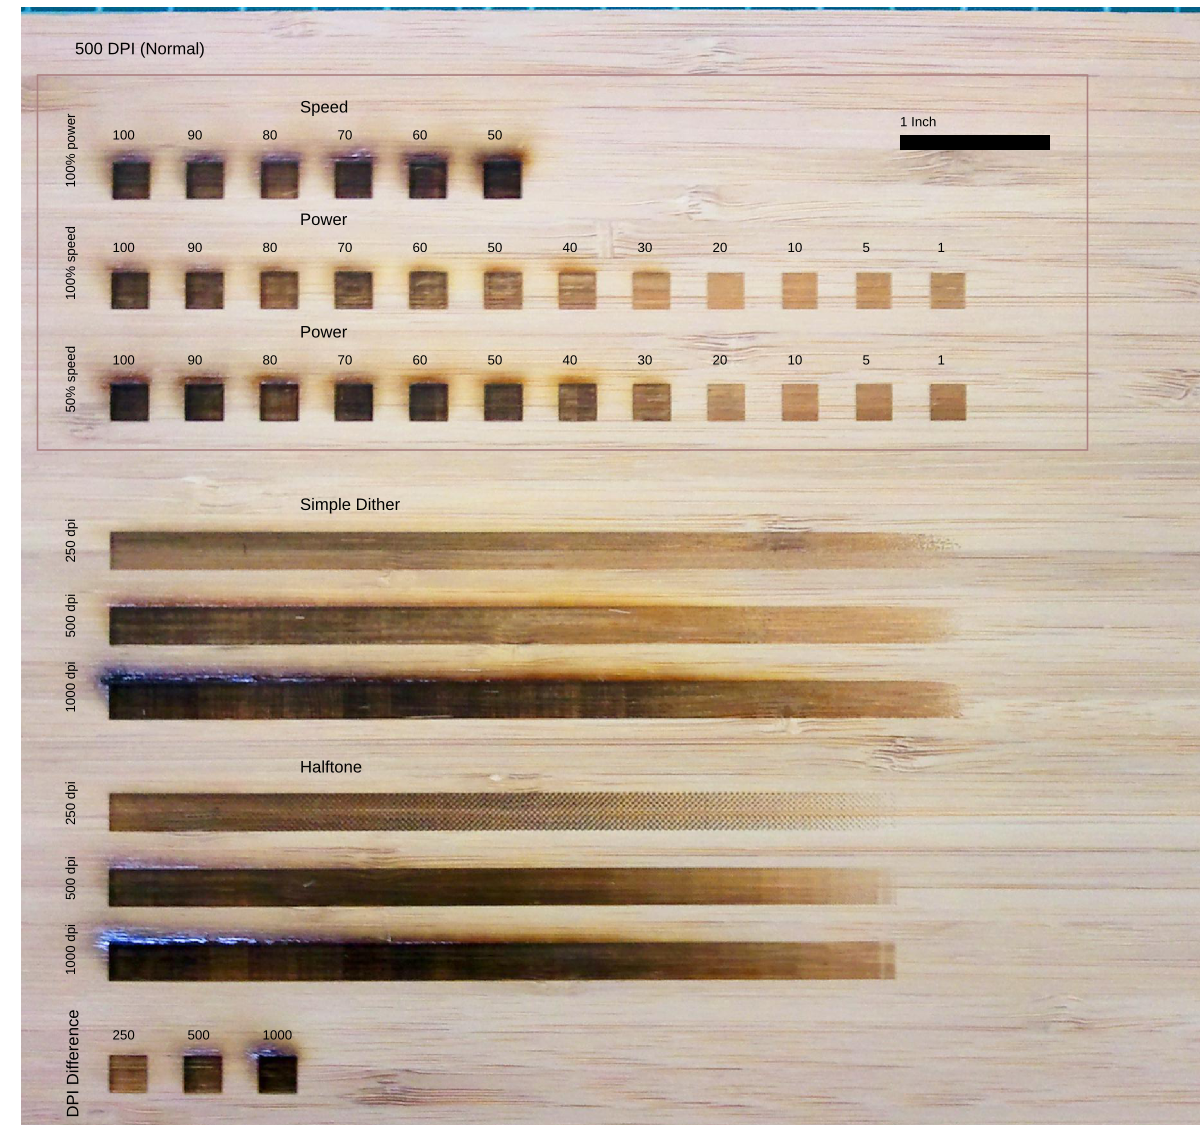 500 DPI (Normal)
Speed
1 Inch
100% power
100 90 80 70 60 50
Power
100% speed
100 90 80 70 60 50 40 30 20 10 5 1
Power
50% speed
100 90 80 70 60 50 40 30 20 10 5 1
Simple Dither
250 dpi
500 dpi
1000 dpi
Halftone
250 dpi
500 dpi
1000 dpi
DPI Difference
250 500 1000